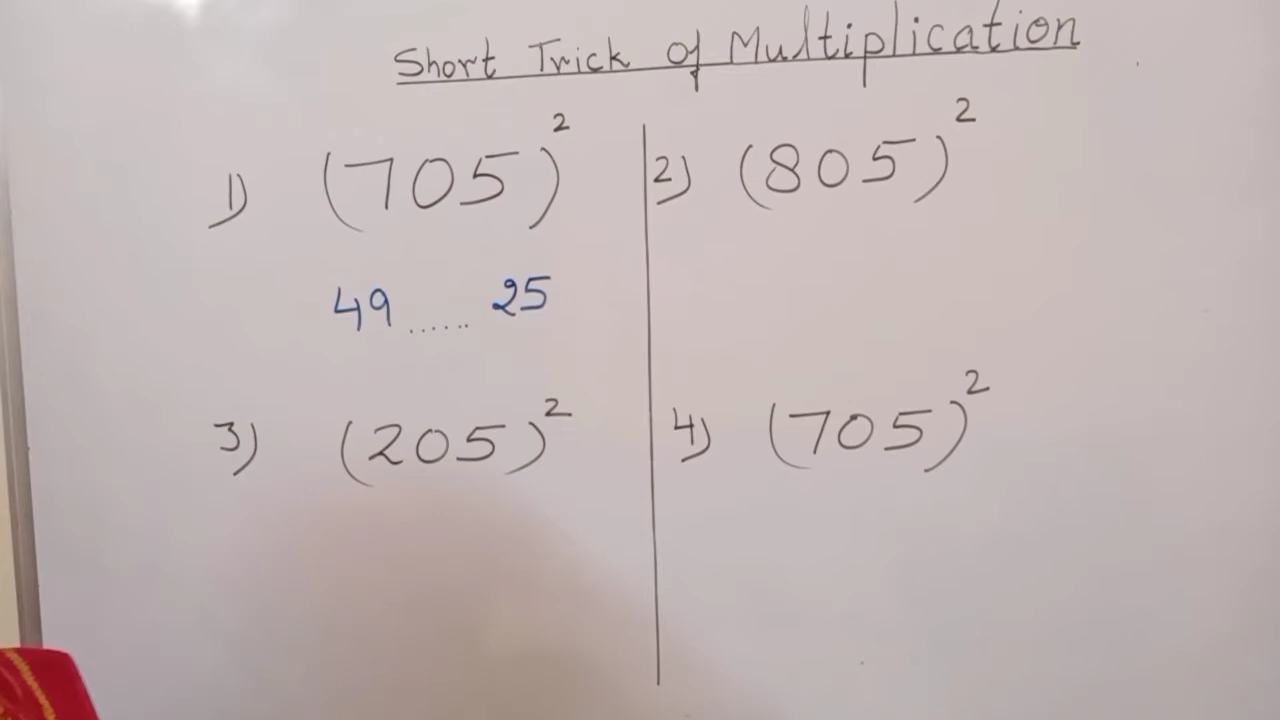 Short Trick of Multiplication
1) (705)²
2) (805)²
49 ...... 25
3) (205)²
4) (705)²